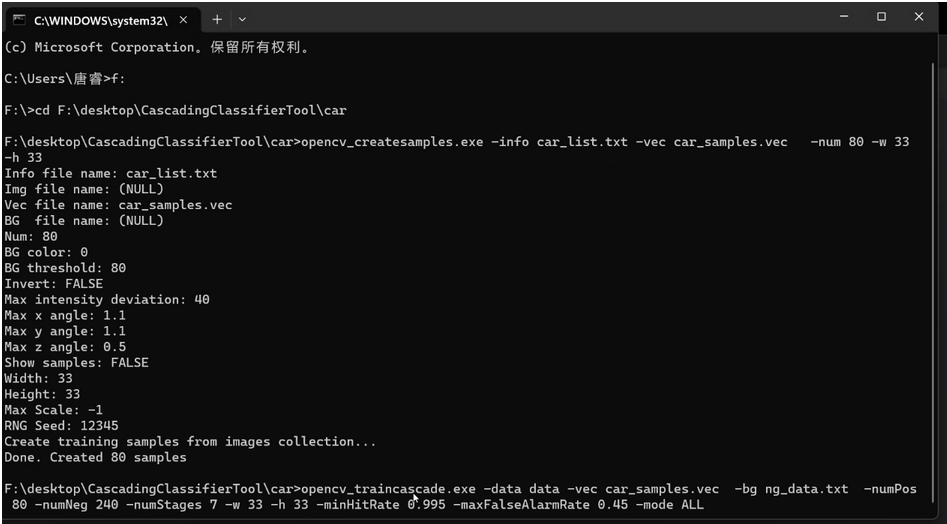 C:\WINDOWS\system32\
(c) Microsoft Corporation。保留所有权利。
C:\Users\唐睿>f:
F:\>cd F:\desktop\CascadingClassifierTool\car
F:\desktop\CascadingClassifierTool\car>opencv_createsamples.exe -info car_list.txt -vec car_samples.vec   -num 80 -w 33
-h 33
Info file name: car_list.txt
Img file name: (NULL)
Vec file name: car_samples.vec
BG  file name: (NULL)
Num: 80
BG color: 0
BG threshold: 80
Invert: FALSE
Max intensity deviation: 40
Max x angle: 1.1
Max y angle: 1.1
Max z angle: 0.5
Show samples: FALSE
Width: 33
Height: 33
Max Scale: -1
RNG Seed: 12345
Create training samples from images collection...
Done. Created 80 samples
F:\desktop\CascadingClassifierTool\car>opencv_traincascade.exe -data data -vec car_samples.vec  -bg ng_data.txt  -numPos
 80 -numNeg 240 -numStages 7 -w 33 -h 33 -minHitRate 0.995 -maxFalseAlarmRate 0.45 -mode ALL